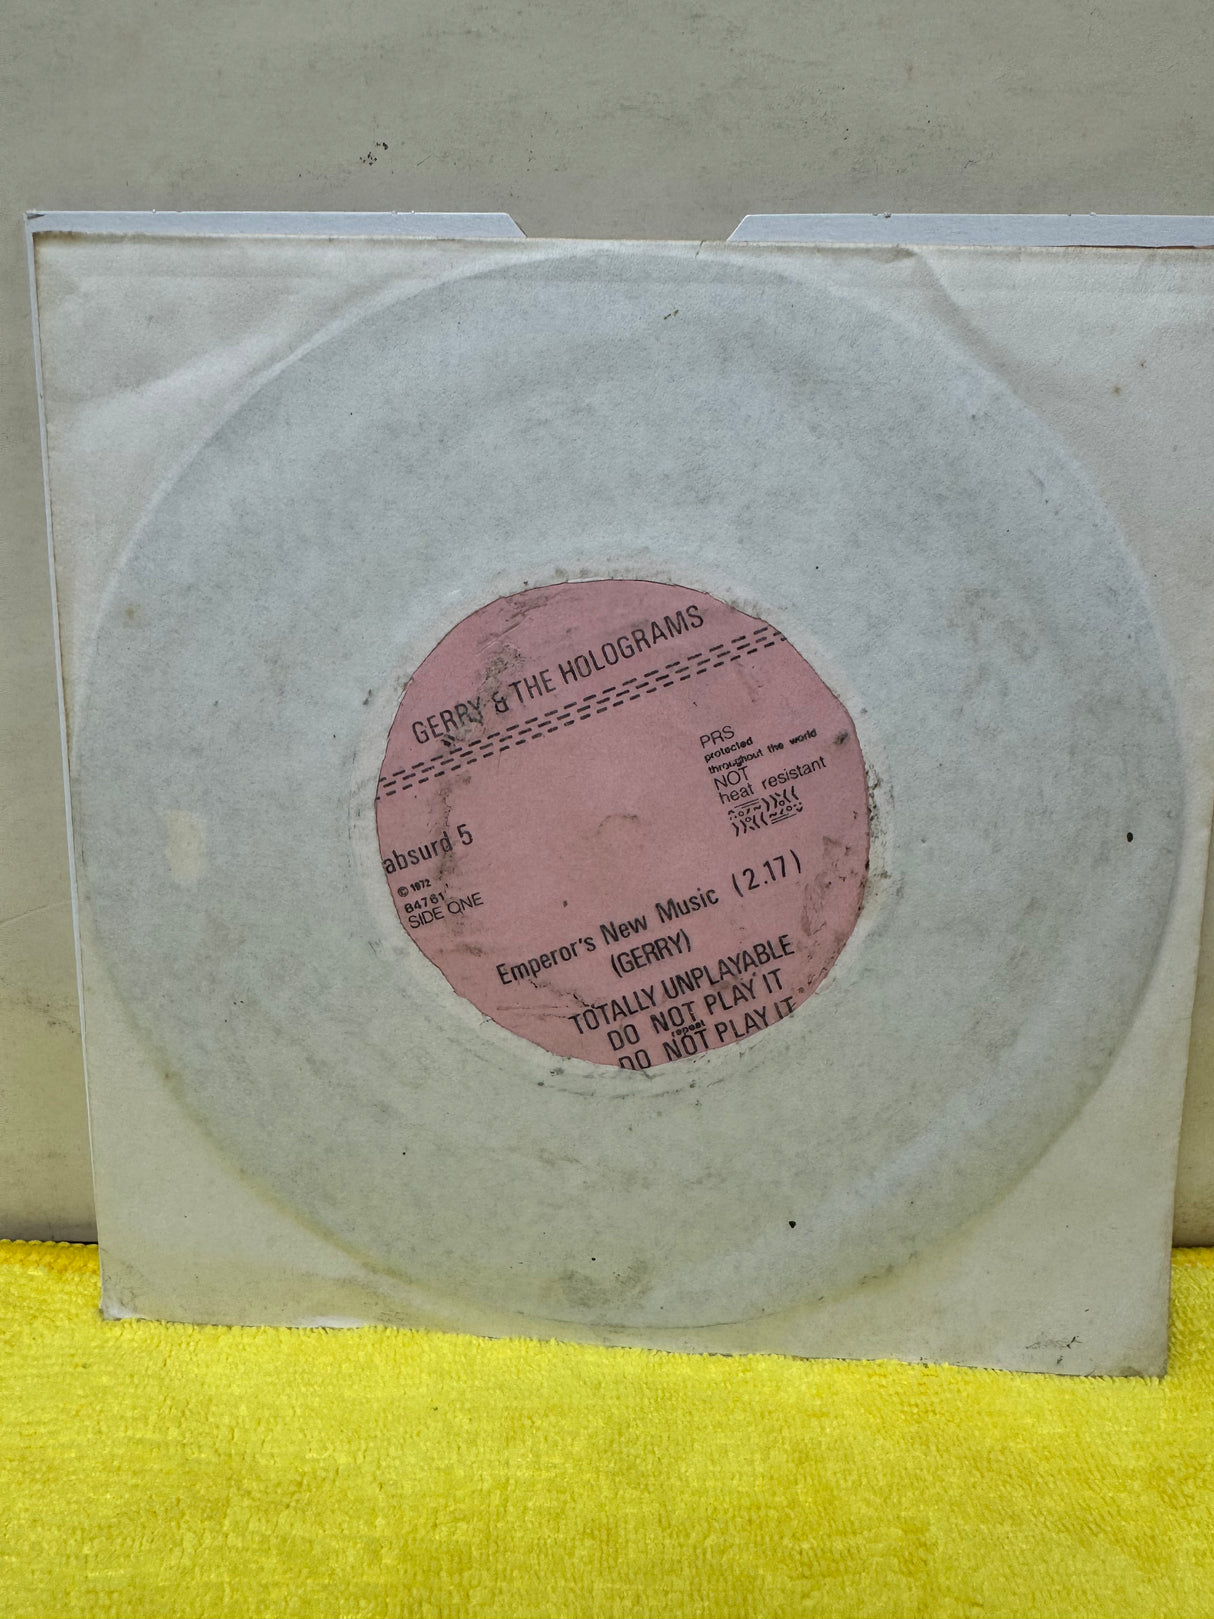 GERRY & THE HOLOGRAMS
PRS
protected
throughout the world
NOT
heat resistant
absurd 5
© 1972
84761
SIDE ONE
Emperor's New Music (2.17)
(GERRY)
TOTALLY UNPLAYABLE
DO NOT PLAY IT
repeat
DO NOT PLAY IT